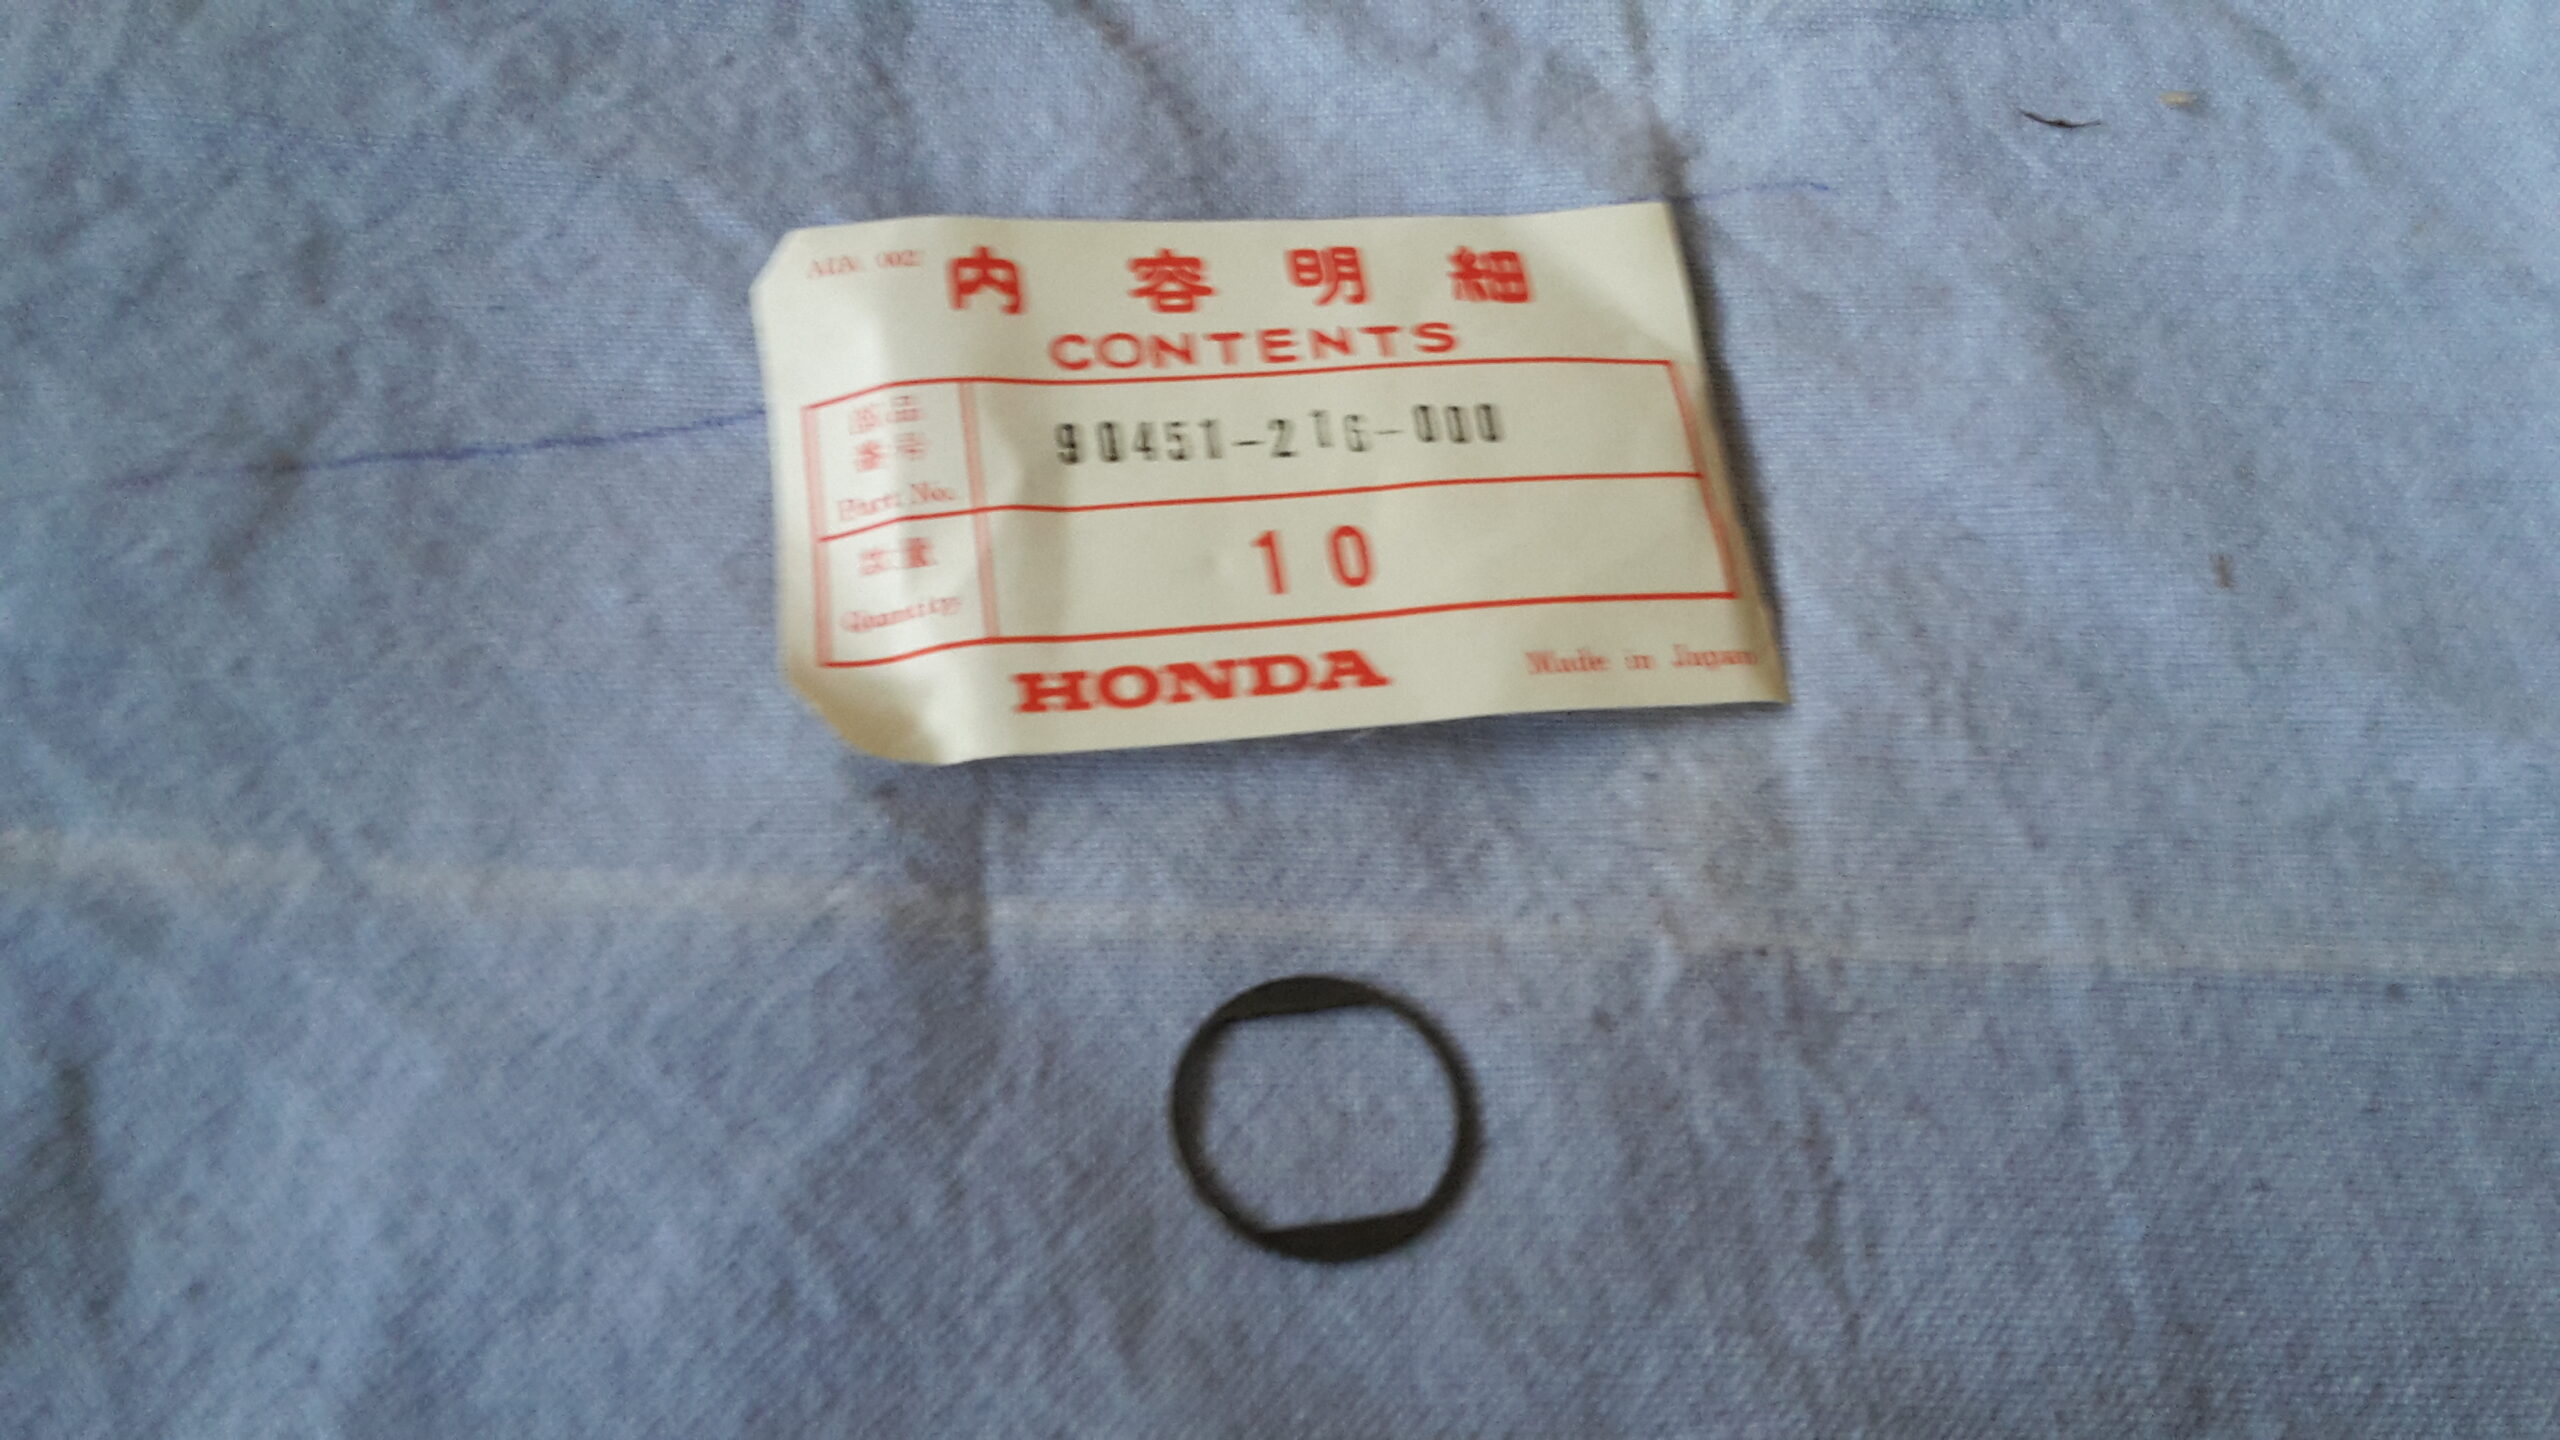 内容明細
CONTENTS
部品
番号
Part. No.
90451-216-000
数量
Quantity
10
HONDA
Made in Japan